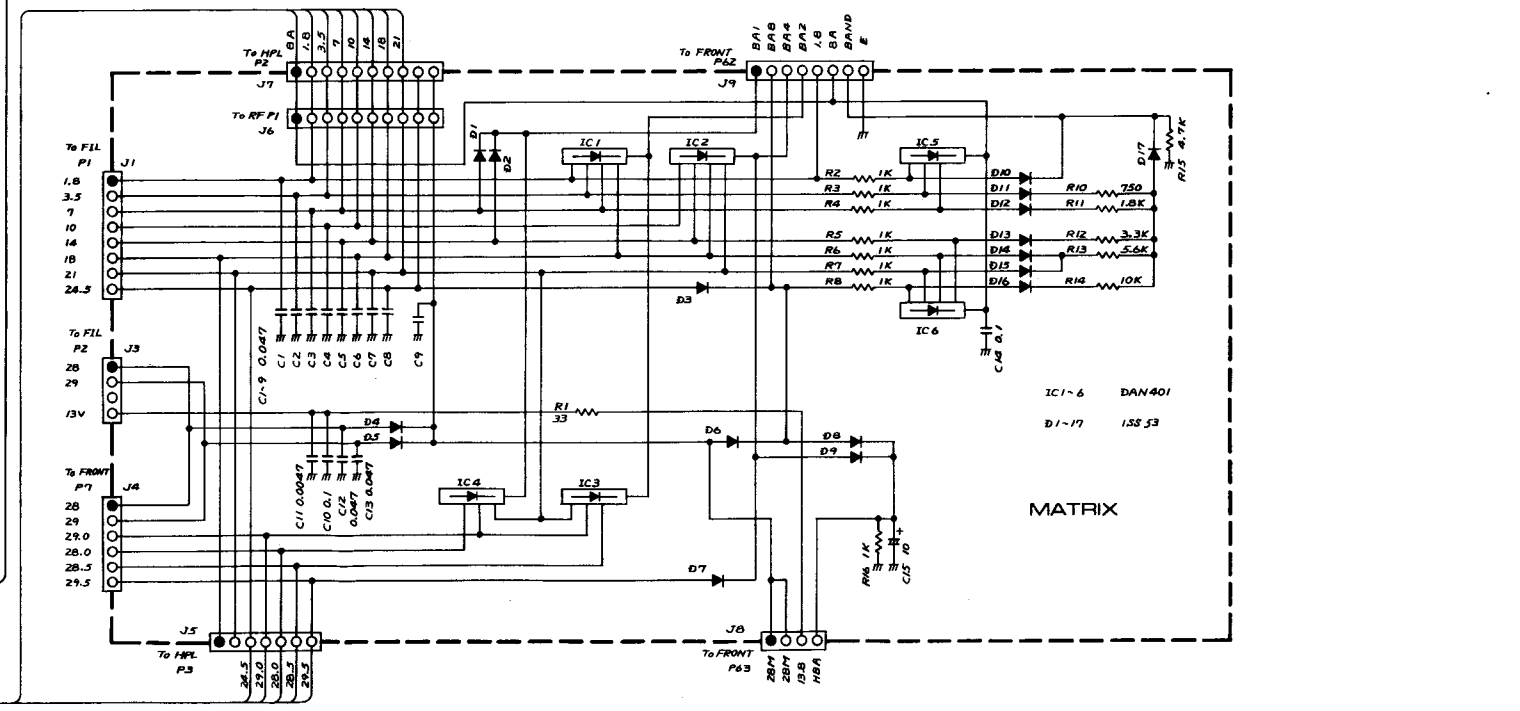 8A 1.8 3.5 7 10 14 18 21
To HPL
P2
J7
To RF P1
J6
To FRONT
P62
J9
BA1 BA8 BA4 BA2 1.8 8A BAND E
To FIL
P1
J1
1.8
3.5
7
10
14
18
21
24.5
D1
D2
IC1
IC2
IC5
D17
R15 4.7K
R2 1K D10
R3 1K D11 R10 750
R4 1K D12 R11 1.8K
R5 1K D13 R12 3.3K
R6 1K D14 R13 5.6K
R7 1K D15
R8 1K D16 R14 10K
D3
IC6
C14 0.1
C1~9 0.047
C1 C2 C3 C4 C5 C6 C7 C8 C9
To FIL
P2
J3
28
29
13V
R1
33
D4
D5
D6
D8
D9
IC1~6 DAN401
D1~17 1SS53
To FRONT
P7
J4
28
29
29.0
28.0
28.5
29.5
C11 0.0047
C10 0.1
C12
0.047
C13 0.047
IC4
IC3
MATRIX
R16 1K
+
C15 10
D7
J5
To HPL
P3
24.5 29.0 28.0 28.5 29.5
J8
To FRONT
P63
28M 28M 13.8 H8A